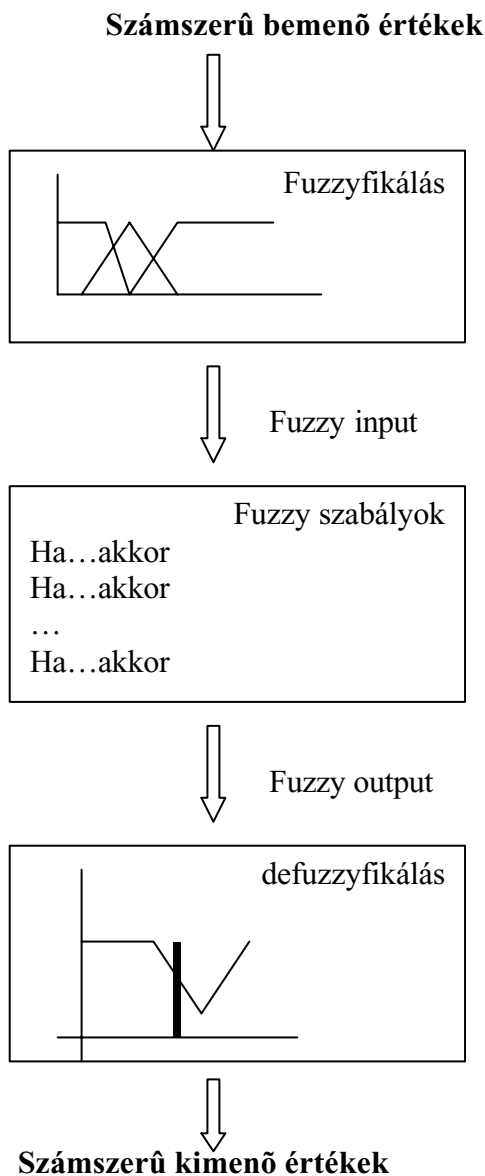 Számszerû bemenõ értékek
Fuzzyfikálás
Fuzzy input
Fuzzy szabályok
Ha…akkor
Ha…akkor
…
Ha…akkor
Fuzzy output
defuzzyfikálás
Számszerû kimenõ értékek